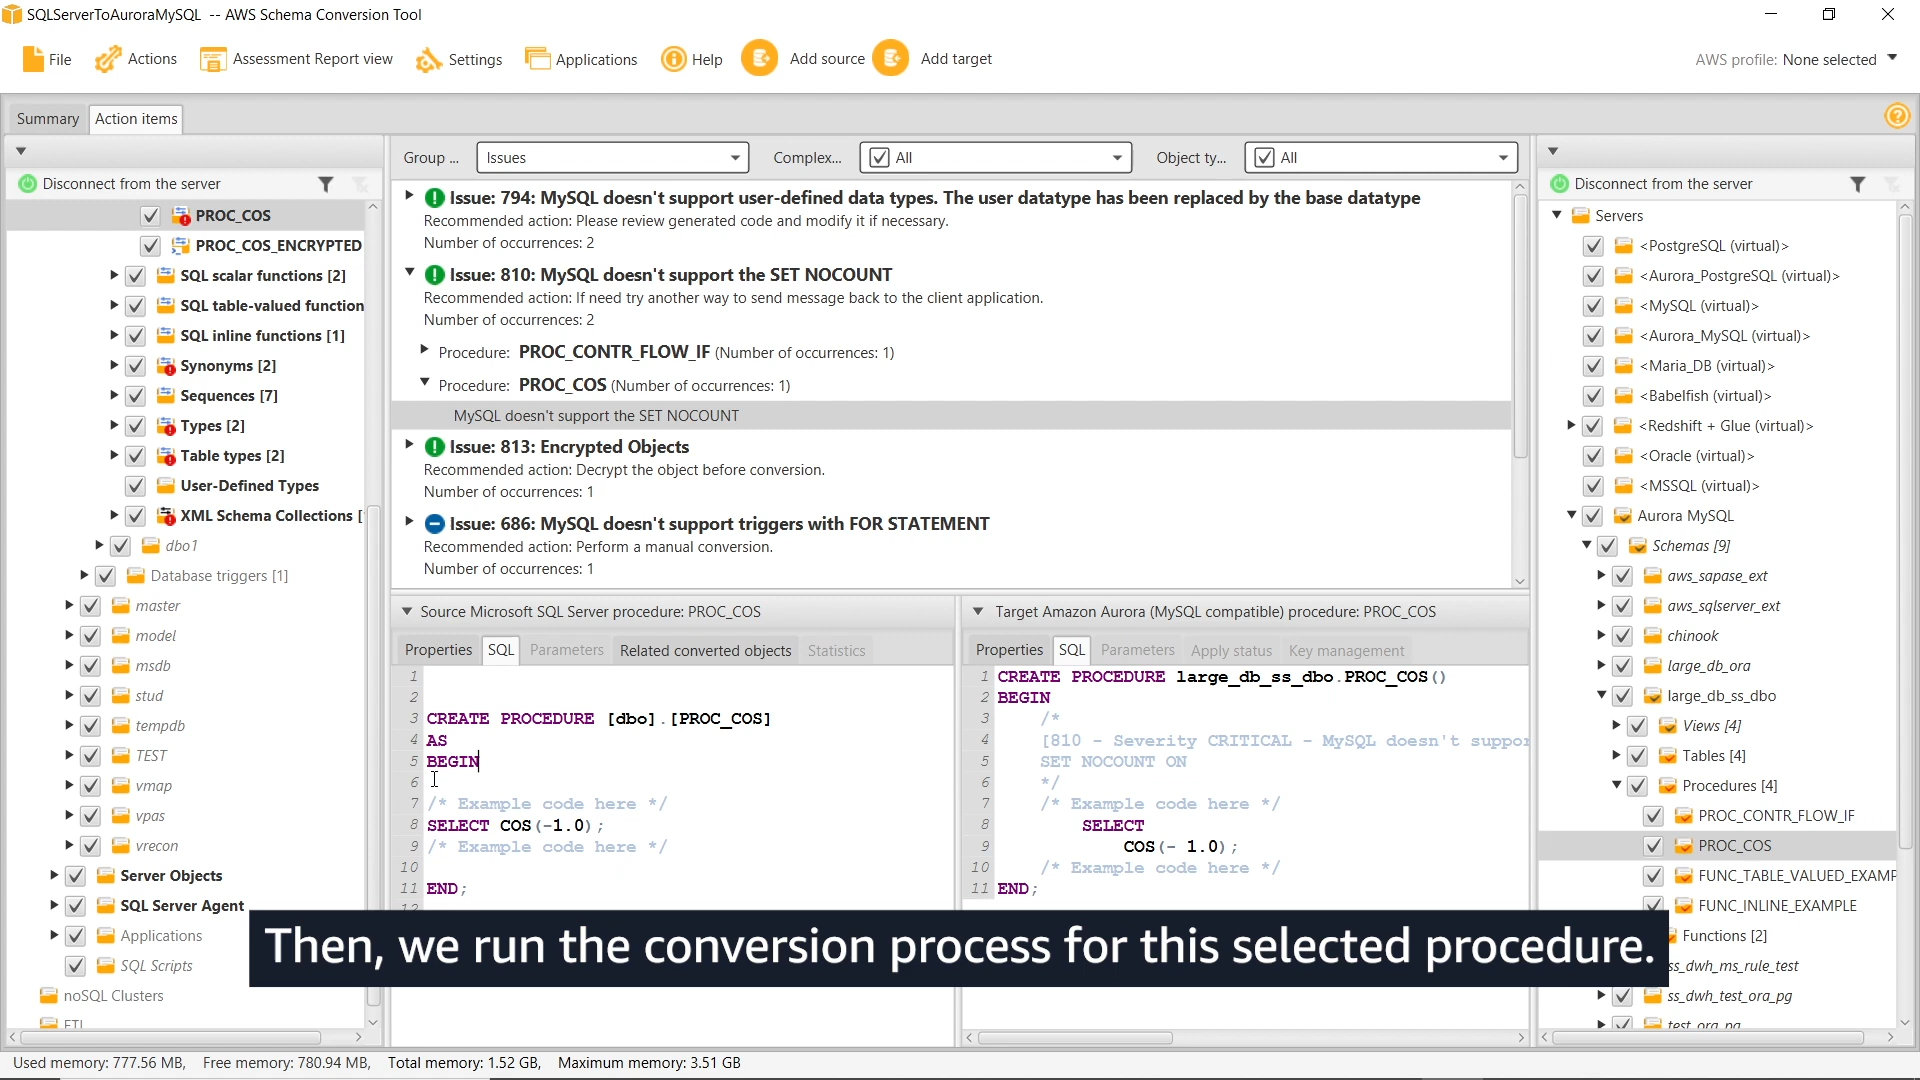 SQLServerToAuroraMySQL -- AWS Schema Conversion Tool
File Actions Assessment Report view Settings Applications Help Add source Add target AWS profile: None selected
Summary Action items
Disconnect from the server
PROC_COS
PROC_COS_ENCRYPTED
SQL scalar functions [2]
SQL table-valued function
SQL inline functions [1]
Synonyms [2]
Sequences [7]
Types [2]
Table types [2]
User-Defined Types
XML Schema Collections [
dbo1
Database triggers [1]
master
model
msdb
stud
tempdb
TEST
vmap
vpas
vrecon
Server Objects
SQL Server Agent
Applications
SQL Scripts
noSQL Clusters
ETL
Group ... Issues Complex... All Object ty... All
Issue: 794: MySQL doesn't support user-defined data types. The user datatype has been replaced by the base datatype
Recommended action: Please review generated code and modify it if necessary.
Number of occurrences: 2
Issue: 810: MySQL doesn't support the SET NOCOUNT
Recommended action: If need try another way to send message back to the client application.
Number of occurrences: 2
Procedure: PROC_CONTR_FLOW_IF (Number of occurrences: 1)
Procedure: PROC_COS (Number of occurrences: 1)
MySQL doesn't support the SET NOCOUNT
Issue: 813: Encrypted Objects
Recommended action: Decrypt the object before conversion.
Number of occurrences: 1
Issue: 686: MySQL doesn't support triggers with FOR STATEMENT
Recommended action: Perform a manual conversion.
Number of occurrences: 1
Source Microsoft SQL Server procedure: PROC_COS
Properties SQL Parameters Related converted objects Statistics
1
2
3 CREATE PROCEDURE [dbo].[PROC_COS]
4 AS
5 BEGIN
6
7 /* Example code here */
8 SELECT COS(-1.0);
9 /* Example code here */
10
11 END;
12
Target Amazon Aurora (MySQL compatible) procedure: PROC_COS
Properties SQL Parameters Apply status Key management
1 CREATE PROCEDURE large_db_ss_dbo.PROC_COS()
2 BEGIN
3 /*
4 [810 - Severity CRITICAL - MySQL doesn't suppor
5 SET NOCOUNT ON
6 */
7 /* Example code here */
8 SELECT
9 COS(- 1.0);
10 /* Example code here */
11 END;
Disconnect from the server
Servers
<PostgreSQL (virtual)>
<Aurora_PostgreSQL (virtual)>
<MySQL (virtual)>
<Aurora_MySQL (virtual)>
<Maria_DB (virtual)>
<Babelfish (virtual)>
<Redshift + Glue (virtual)>
<Oracle (virtual)>
<MSSQL (virtual)>
Aurora MySQL
Schemas [9]
aws_sapase_ext
aws_sqlserver_ext
chinook
large_db_ora
large_db_ss_dbo
Views [4]
Tables [4]
Procedures [4]
PROC_CONTR_FLOW_IF
PROC_COS
FUNC_TABLE_VALUED_EXAMP
FUNC_INLINE_EXAMPLE
Functions [2]
ss_dwh_ms_rule_test
ss_dwh_test_ora_pg
test_ora_pg
Then, we run the conversion process for this selected procedure.
Used memory: 777.56 MB, Free memory: 780.94 MB, Total memory: 1.52 GB, Maximum memory: 3.51 GB